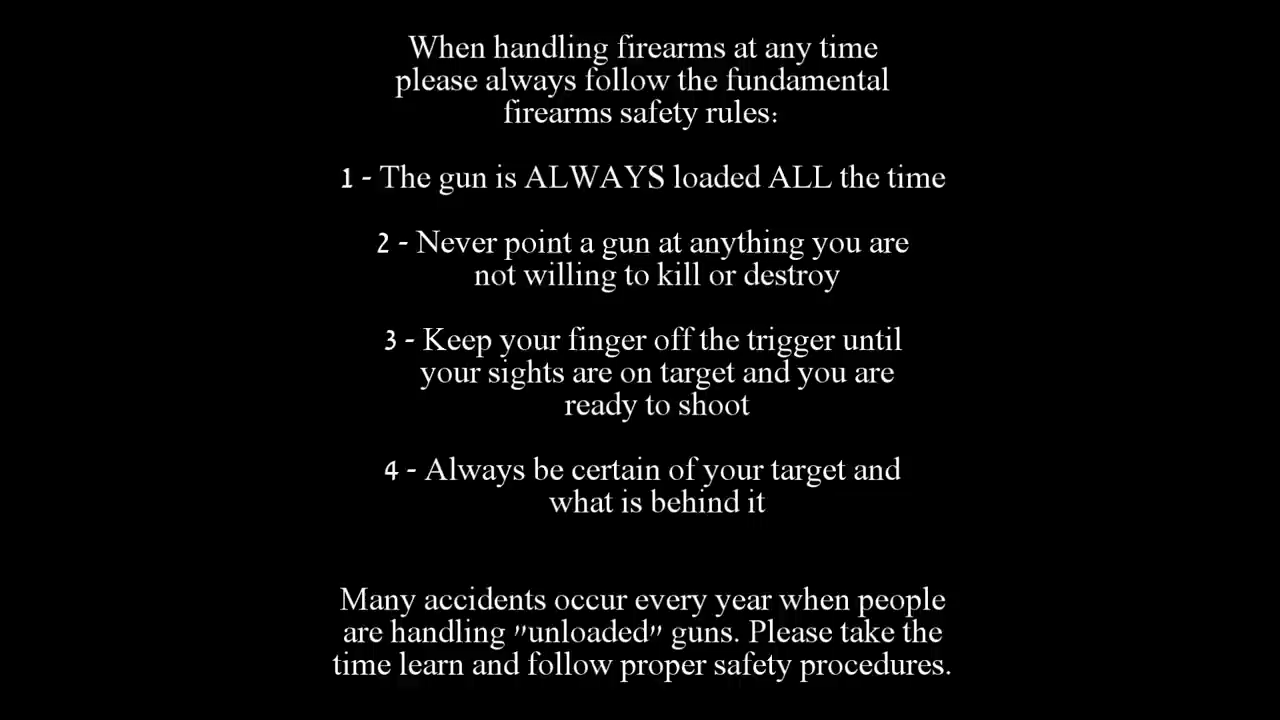 When handling firearms at any time
please always follow the fundamental
firearms safety rules:
1 - The gun is ALWAYS loaded ALL the time
2 - Never point a gun at anything you are
not willing to kill or destroy
3 - Keep your finger off the trigger until
your sights are on target and you are
ready to shoot
4 - Always be certain of your target and
what is behind it
Many accidents occur every year when people
are handling "unloaded" guns. Please take the
time learn and follow proper safety procedures.